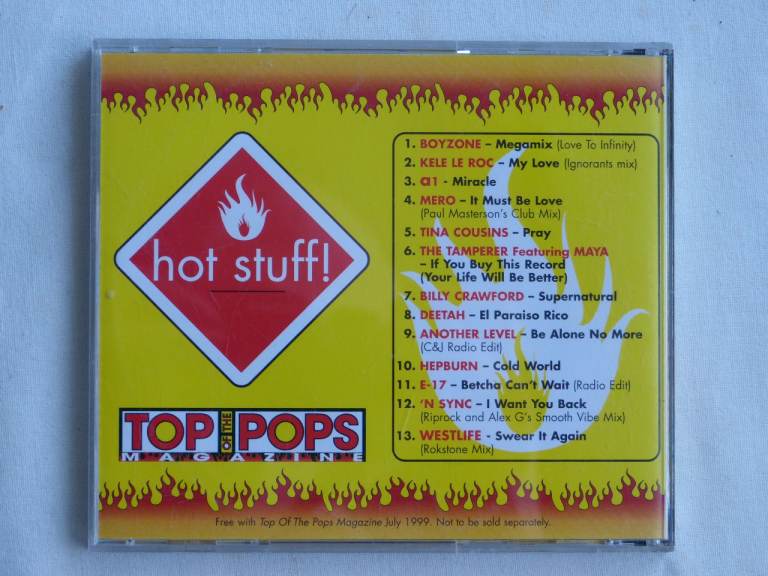 hot stuff!
TOP OF THE POPS
MAGAZINE
1. BOYZONE – Megamix (Love To Infinity)
2. KELE LE ROC – My Love (Ignorants mix)
3. a1 - Miracle
4. MERO – It Must Be Love
(Paul Masterson's Club Mix)
5. TINA COUSINS – Pray
6. THE TAMPERER Featuring MAYA
– If You Buy This Record
(Your Life Will Be Better)
7. BILLY CRAWFORD – Supernatural
8. DEETAH – El Paraiso Rico
9. ANOTHER LEVEL – Be Alone No More
(C&J Radio Edit)
10. HEPBURN – Cold World
11. E-17 – Betcha Can't Wait (Radio Edit)
12. 'N SYNC – I Want You Back
(Riprock and Alex G's Smooth Vibe Mix)
13. WESTLIFE - Swear It Again
(Rokstone Mix)
Free with Top Of The Pops Magazine July 1999. Not to be sold separately.